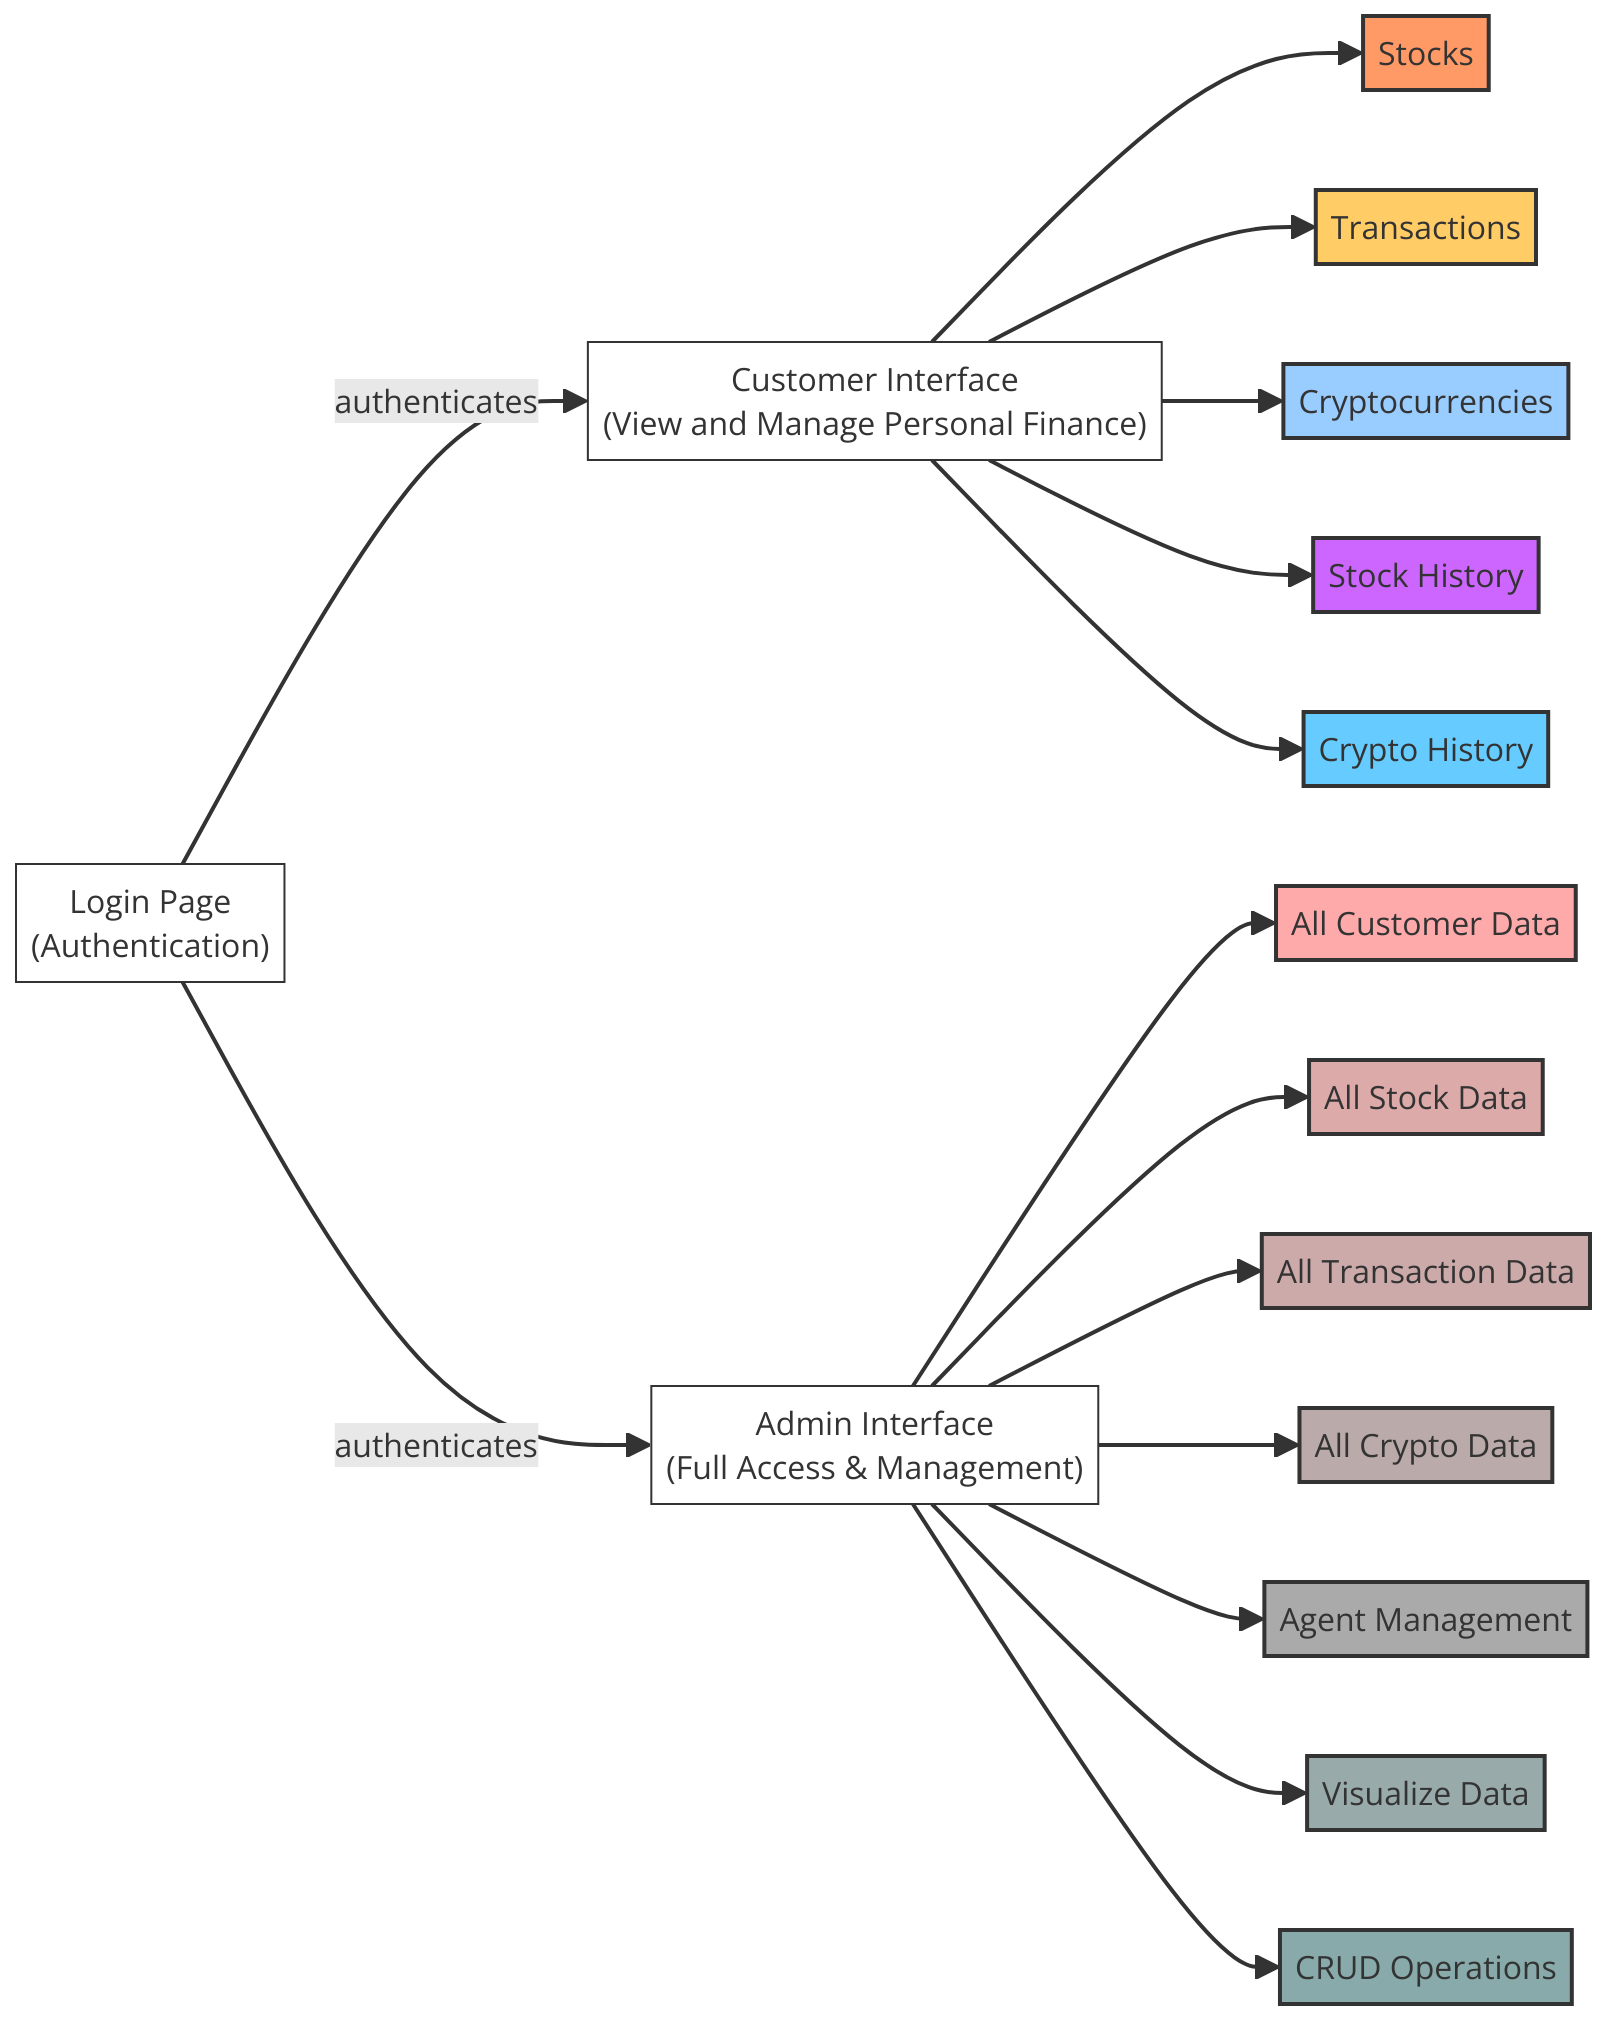 Stocks
Transactions
authenticates
Customer Interface
(View and Manage Personal Finance)
Cryptocurrencies
Stock History
Crypto History
Login Page
(Authentication)
All Customer Data
All Stock Data
All Transaction Data
authenticates
Admin Interface
(Full Access & Management)
All Crypto Data
Agent Management
Visualize Data
CRUD Operations